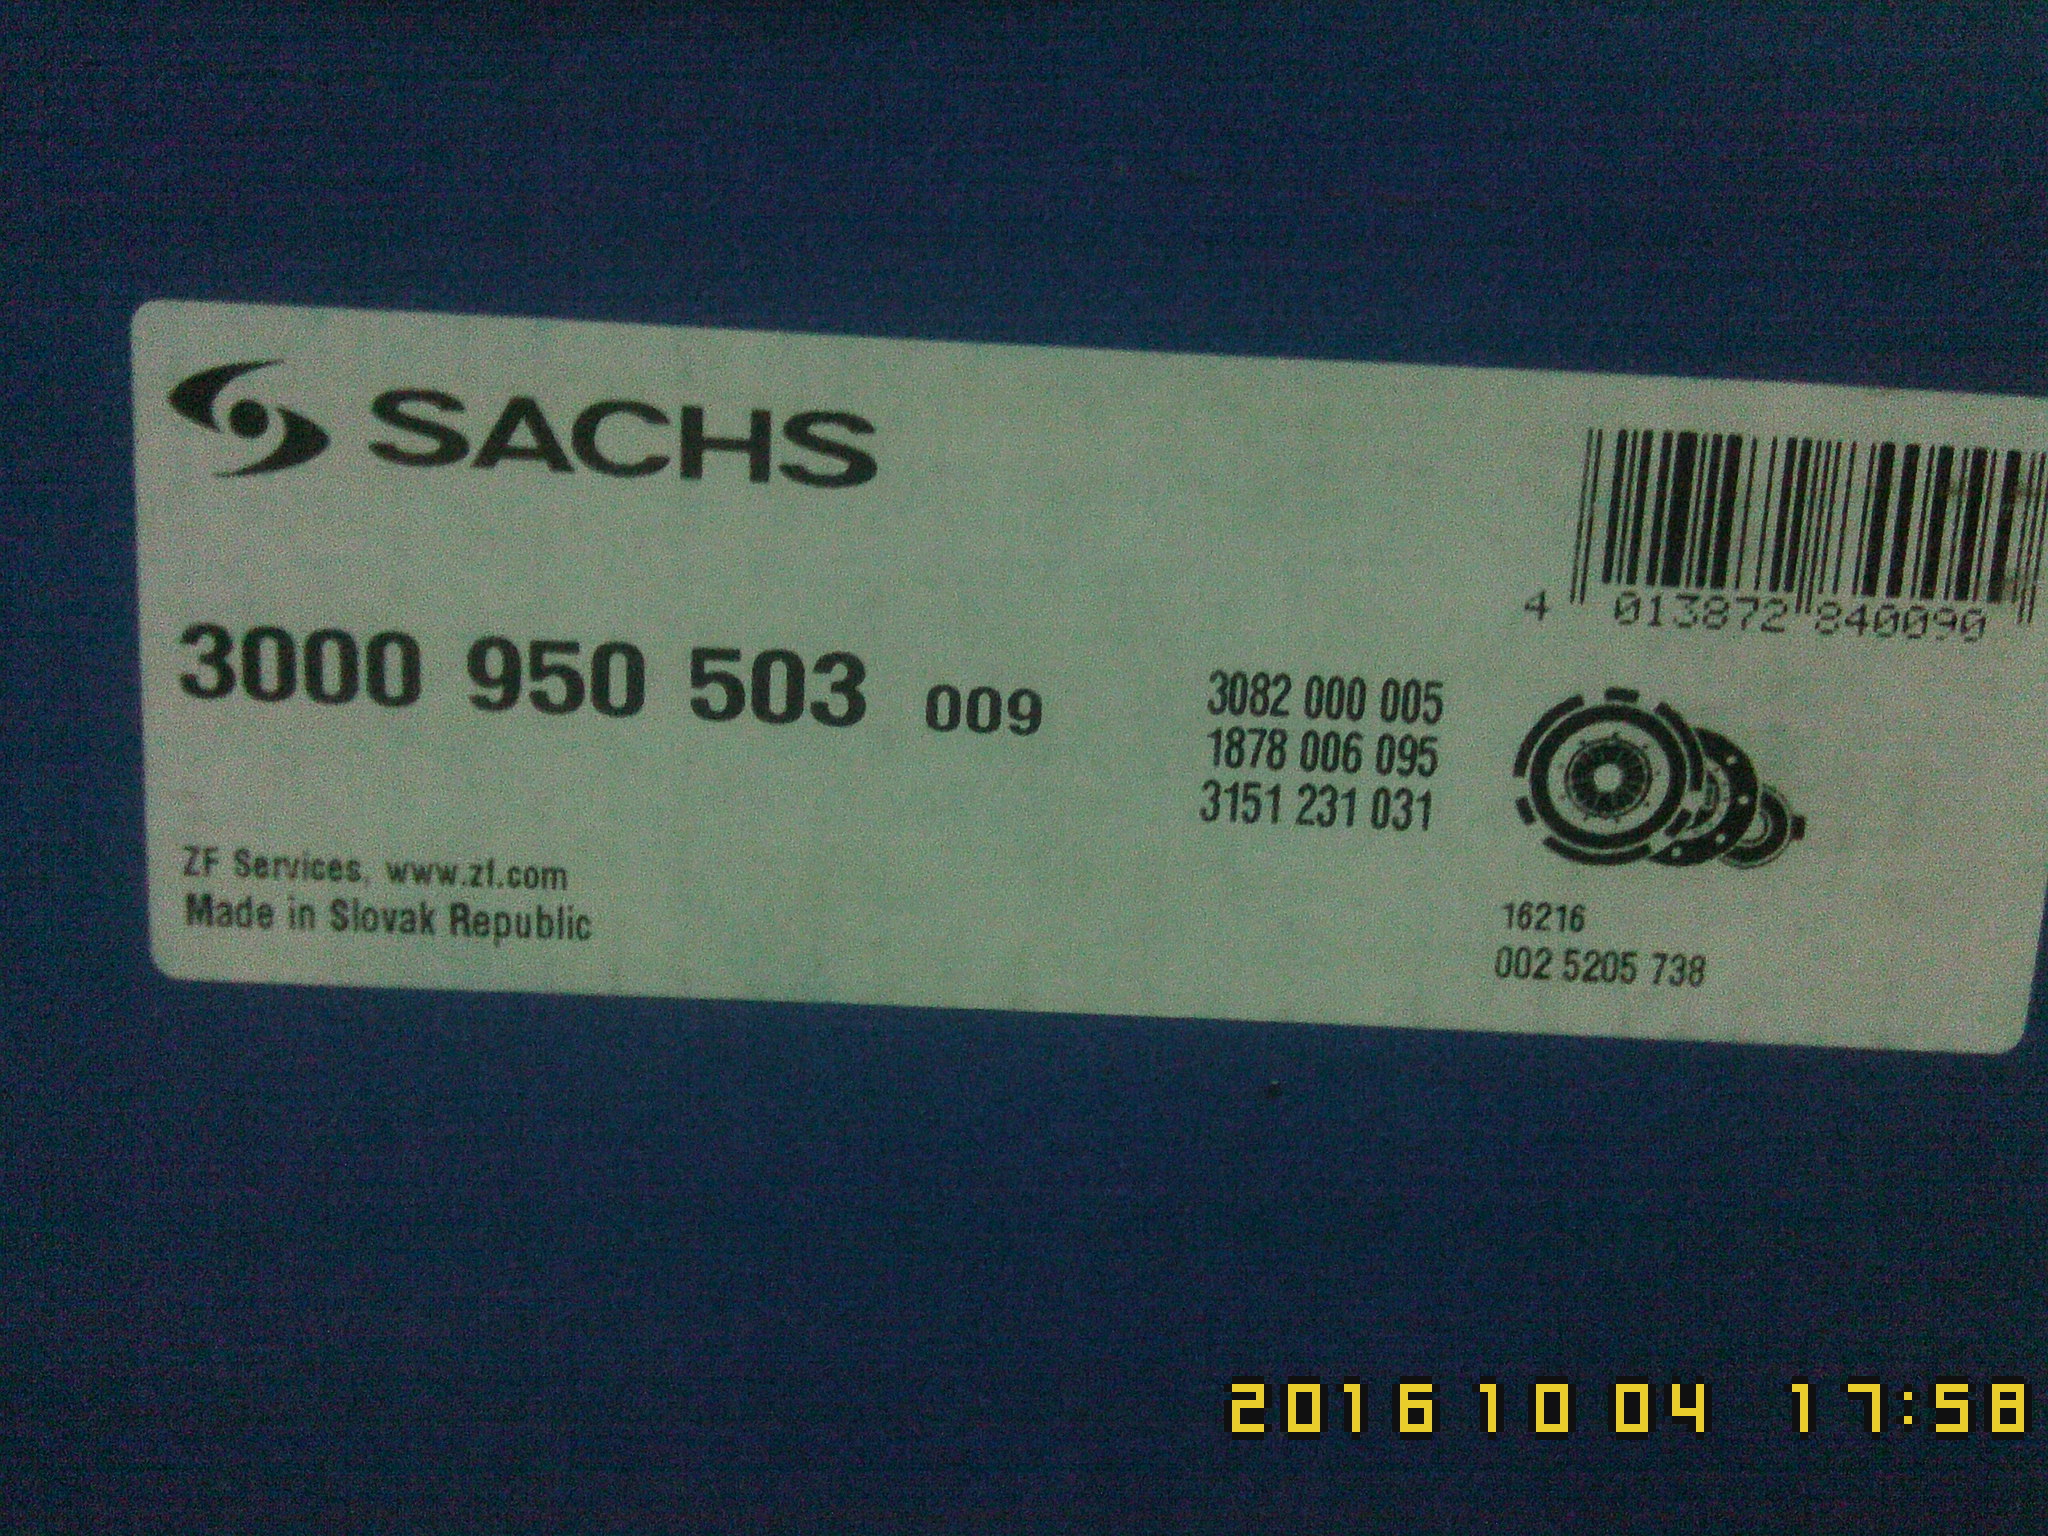 SACHS
4 013872 840090
3000 950 503 009
3082 000 005
1878 006 095
3151 231 031
ZF Services, www.zf.com
Made in Slovak Republic
16216
002 5205 738
2016 10 04 17:58